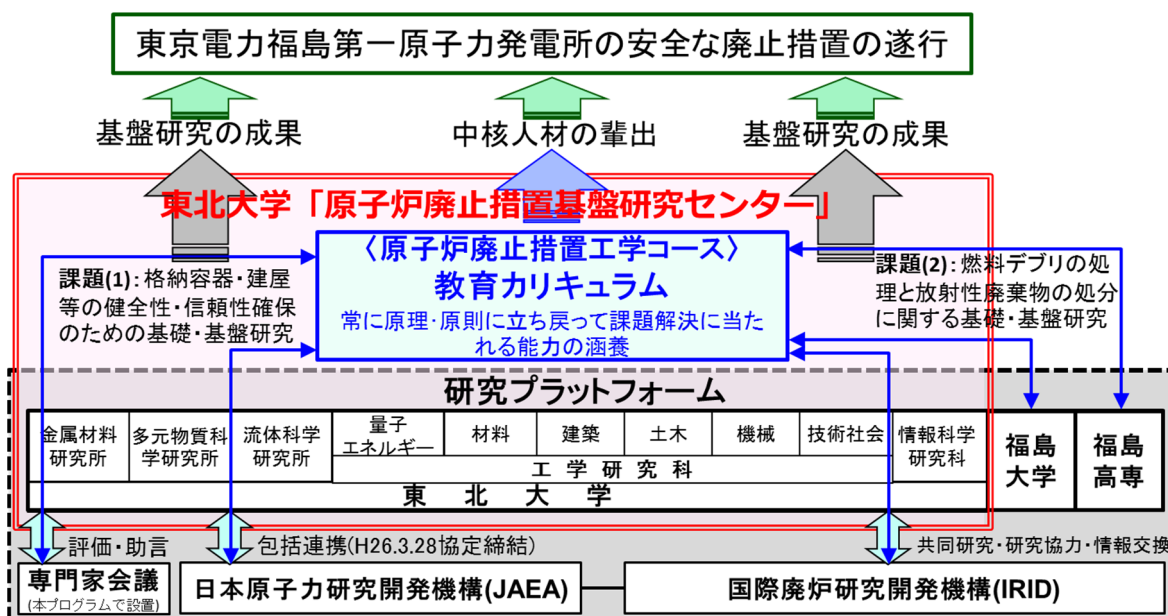 東京電力福島第一原子力発電所の安全な廃止措置の遂行
基盤研究の成果
中核人材の輩出
基盤研究の成果
東北大学「原子炉廃止措置基盤研究センター」
〈原子炉廃止措置工学コース〉
教育カリキュラム
常に原理・原則に立ち戻って課題解決に当た
れる能力の涵養
課題(1):格納容器・建屋
等の健全性・信頼性確保
のための基礎・基盤研究
課題(2):燃料デブリの処
理と放射性廃棄物の処分
に関する基礎・基盤研究
研究プラットフォーム
金属材料
研究所
多元物質科
学研究所
流体科学
研究所
量子
エネルギー
材料
建築
土木
機械
技術社会
情報科学
研究科
工学研究科
東北大学
福島
大学
福島
高専
評価・助言
包括連携(H26.3.28協定締結)
共同研究・研究協力・情報交換
専門家会議
(本プログラムで設置)
日本原子力研究開発機構(JAEA)
国際廃炉研究開発機構(IRID)